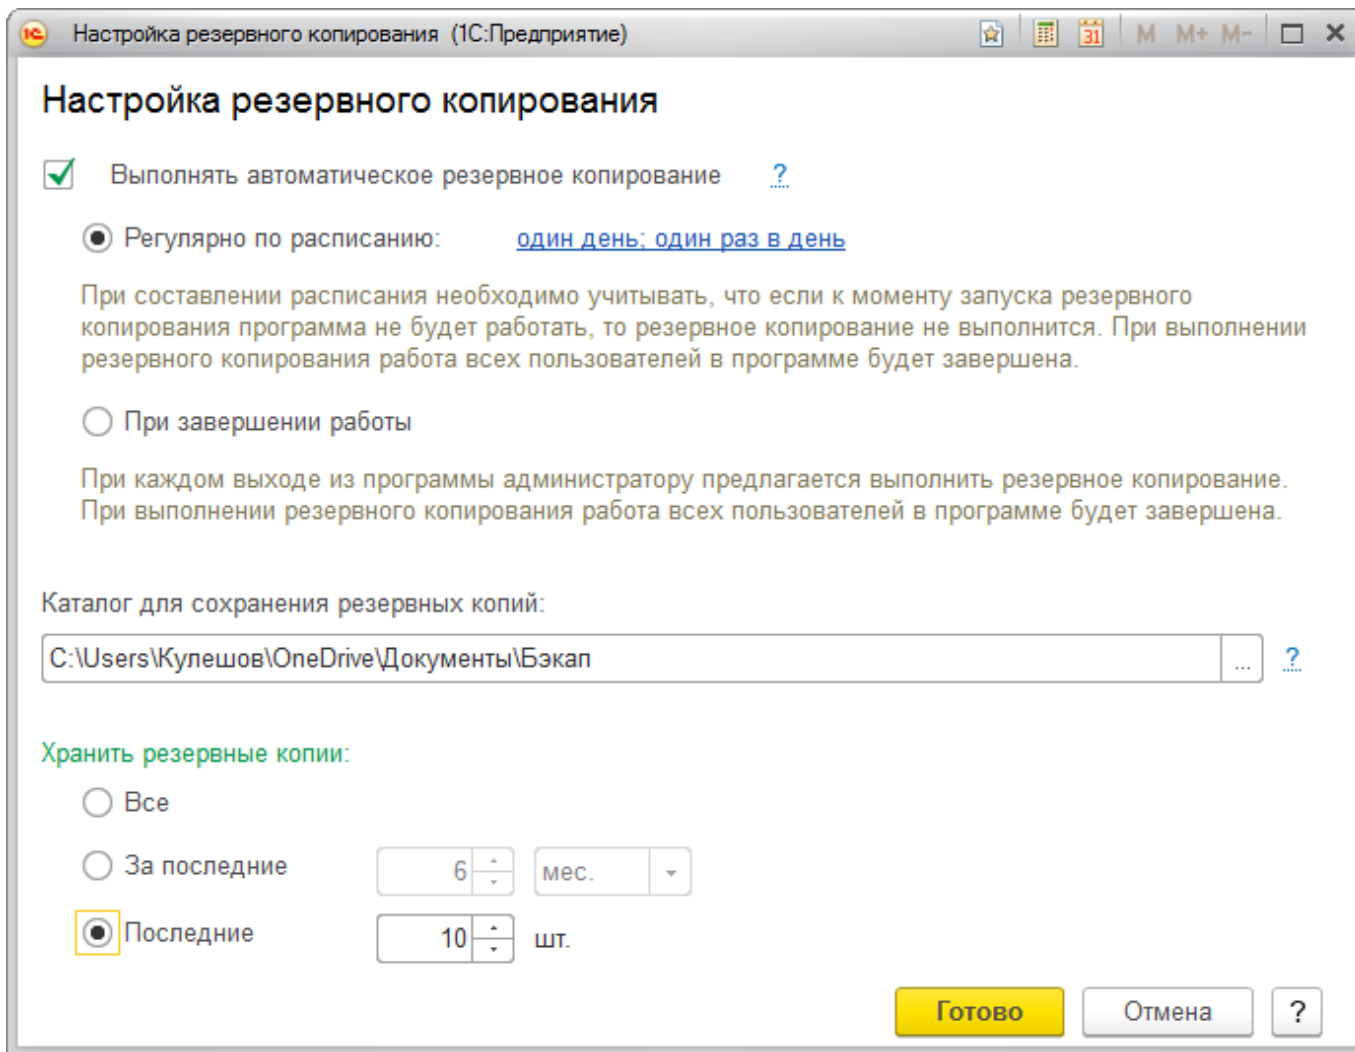 1С Настройка резервного копирования (1С:Предприятие) 31 M M+ M-
Настройка резервного копирования
Выполнять автоматическое резервное копирование ?
Регулярно по расписанию: один день; один раз в день
При составлении расписания необходимо учитывать, что если к моменту запуска резервного
копирования программа не будет работать, то резервное копирование не выполнится. При выполнении
резервного копирования работа всех пользователей в программе будет завершена.
При завершении работы
При каждом выходе из программы администратору предлагается выполнить резервное копирование.
При выполнении резервного копирования работа всех пользователей в программе будет завершена.
Каталог для сохранения резервных копий:
C:\Users\Кулешов\OneDrive\Документы\Бэкап ... ?
Хранить резервные копии:
Все
За последние 6 мес.
Последние 10 шт.
Готово Отмена ?